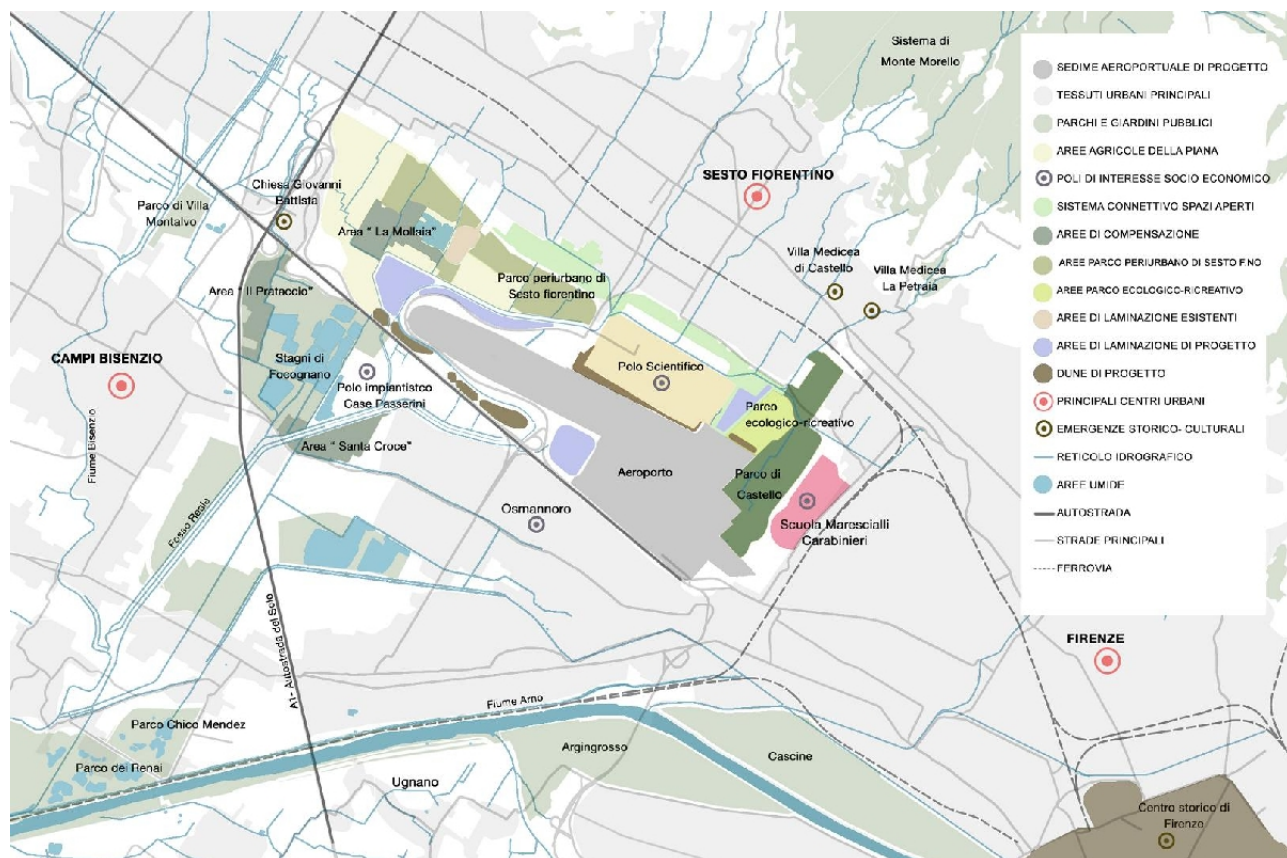 Sistema di
Monte Morello
SEDIME AEROPORTUALE DI PROGETTO
TESSUTI URBANI PRINCIPALI
PARCHI E GIARDINI PUBBLICI
AREE AGRICOLE DELLA PIANA
POLI DI INTERESSE SOCIO ECONOMICO
SISTEMA CONNETTIVO SPAZI APERTI
AREE DI COMPENSAZIONE
AREE PARCO PERIURBANO DI SESTO F.NO
AREE PARCO ECOLOGICO-RICREATIVO
AREE DI LAMINAZIONE ESISTENTI
AREE DI LAMINAZIONE DI PROGETTO
DUNE DI PROGETTO
PRINCIPALI CENTRI URBANI
EMERGENZE STORICO- CULTURALI
RETICOLO IDROGRAFICO
AREE UMIDE
AUTOSTRADA
STRADE PRINCIPALI
FERROVIA
SESTO FIORENTINO
Chiesa Giovanni
Battista
Parco di Villa
Montalvo
Area " La Mollaia"
Villa Medicea
di Castello
Villa Medicea
La Petraia
Parco periurbano di
Sesto fiorentino
Area " Il Prataccio"
CAMPI BISENZIO
Stagni di
Focognano
Polo impiantistco
Case Passerini
Polo Scientifico
Parco
ecologico-ricreativo
Fiume Bisenzio
Area "Santa Croce"
Aeroporto
Parco di
Castello
Osmannoro
Scuola Marescialli
Carabinieri
Fosso Reale
A1- Autostrada del Sole
FIRENZE
Fiume Arno
Parco Chico Mendez
Parco dei Renai
Argingrosso
Cascine
Ugnano
Centro storico di
Firenze